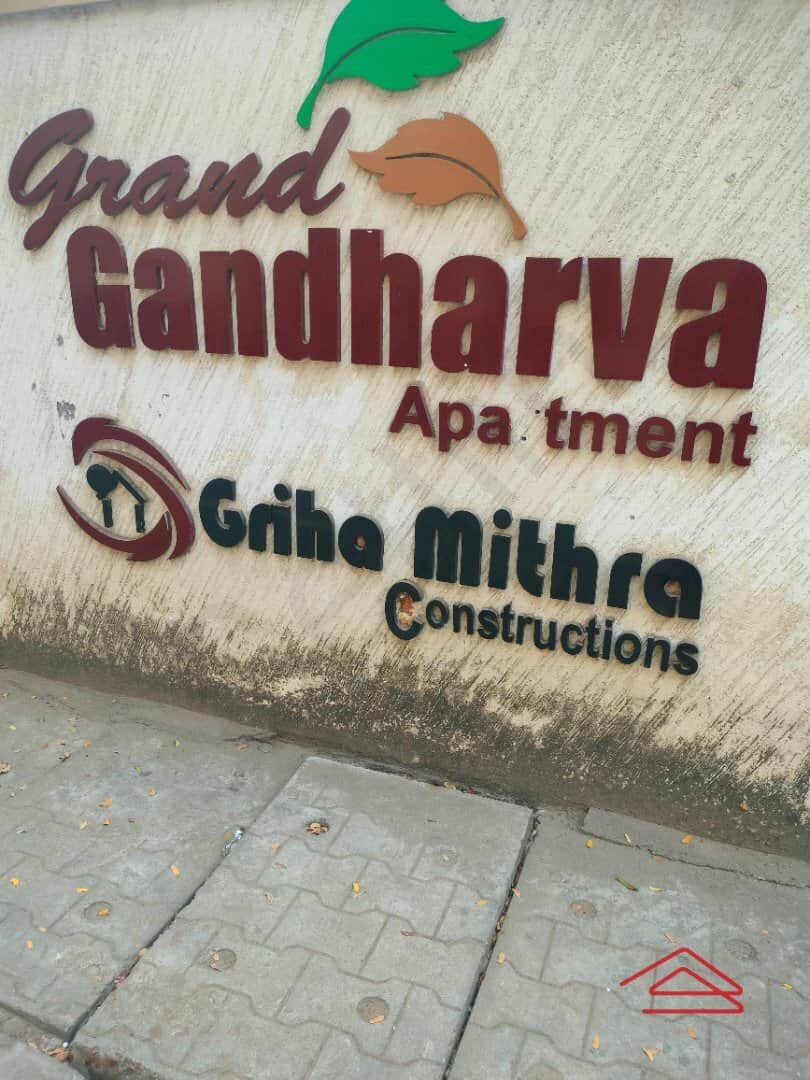 Grand
Gandharva
Apa tment
Griha Mithra
Constructions